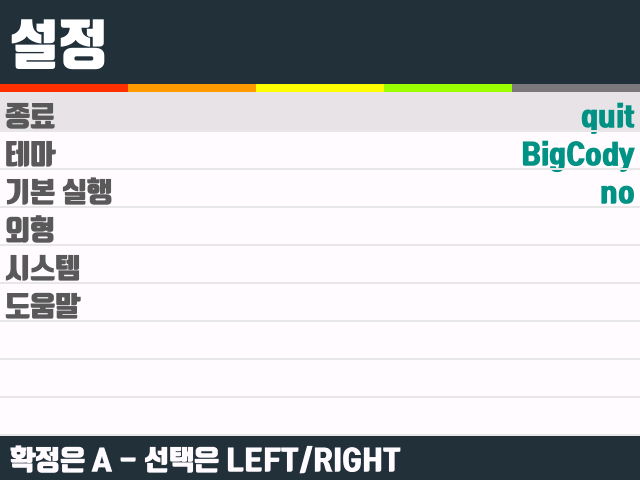 설정
종료 quit
테마 BigCody
기본 실행 no
외형
시스템
도움말
확정은 A - 선택은 LEFT/RIGHT